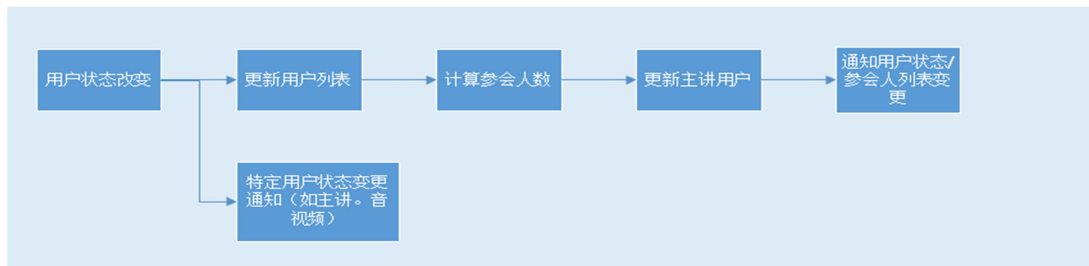 用户状态改变
更新用户列表
计算参会人数
更新主讲用户
通知用户状态/
参会人列表变
更
特定用户状态变更
通知（如主讲。音
视频）